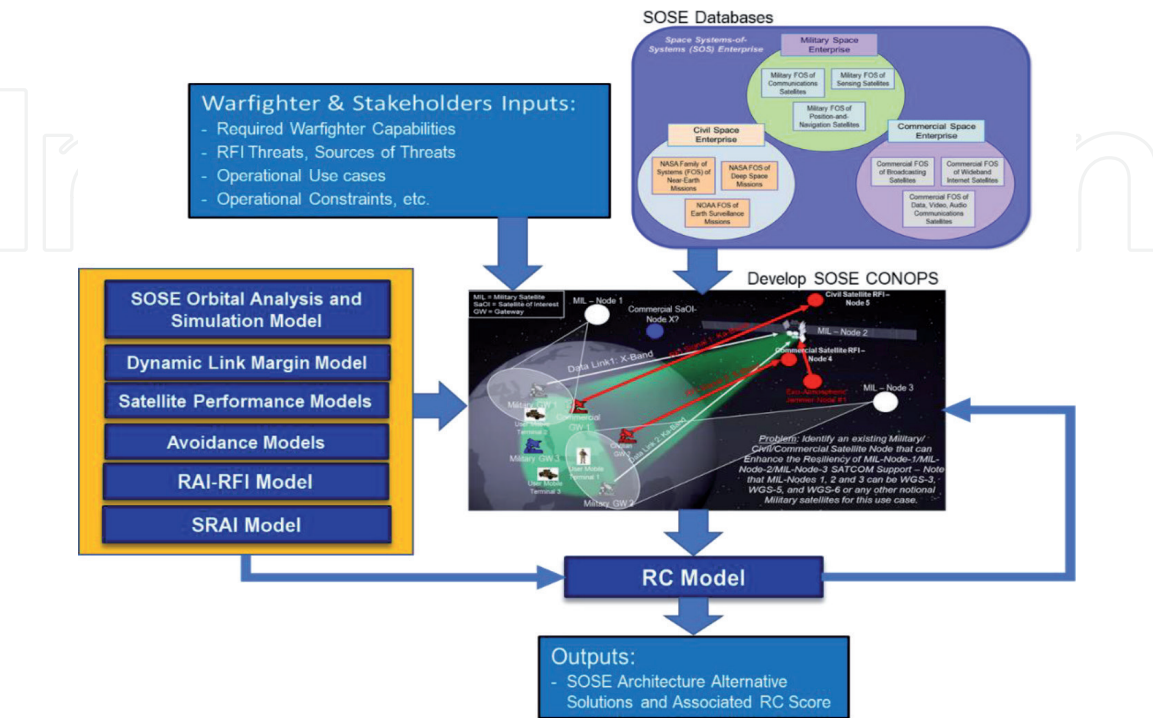 SOSE Databases
Space Systems-of-
Systems (SOS) Enterprise
Military Space
Enterprise
Military FOS of
Communications
Satellites
Military FOS of
Sensing Satellites
Military FOS of
Position-and-
Navigation Satellites
Civil Space
Enterprise
NASA Family of
Systems (FOS) of
Near-Earth
Missions
NASA FOS of
Deep Space
Missions
NOAA FOS of
Earth Surveillance
Missions
Commercial Space
Enterprise
Commercial FOS
of Broadcasting
Satellites
Commercial FOS
of Wideband
Internet Satellites
Commercial FOS of
Data, Video, Audio
Communications
Satellites
Warfighter & Stakeholders Inputs:
- Required Warfighter Capabilities
- RFI Threats, Sources of Threats
- Operational Use cases
- Operational Constraints, etc.
SOSE Orbital Analysis and
Simulation Model
Dynamic Link Margin Model
Satellite Performance Models
Avoidance Models
RAI-RFI Model
SRAI Model
Develop SOSE CONOPS
MIL = Military Satellite
SaOI = Satellite of Interest
GW = Gateway
MIL – Node 1
Commercial SaOI-
Node X?
Civil Satellite RFI –
Node 5
MIL – Node 2
Commercial Satellite RFI –
Node 4
MIL – Node 3
Data Link1: X-Band
Data Link 2: Ka-Band
Military GW 1
User Mobile
Terminal 2
Commercial
GW 1
Military GW 3
User Mobile
Terminal 3
User Mobile
Terminal 1
Military GW 2
Problem: Identify an existing Military/
Civil/Commercial Satellite Node that can
Enhance the Resiliency of MIL-Node-1/MIL-
Node-2/MIL-Node-3 SATCOM Support – Note
that MIL-Nodes 1, 2 and 3 can be WGS-3,
WGS-5, and WGS-6 or any other notional
Military satellites for this use case.
RC Model
Outputs:
- SOSE Architecture Alternative
Solutions and Associated RC Score